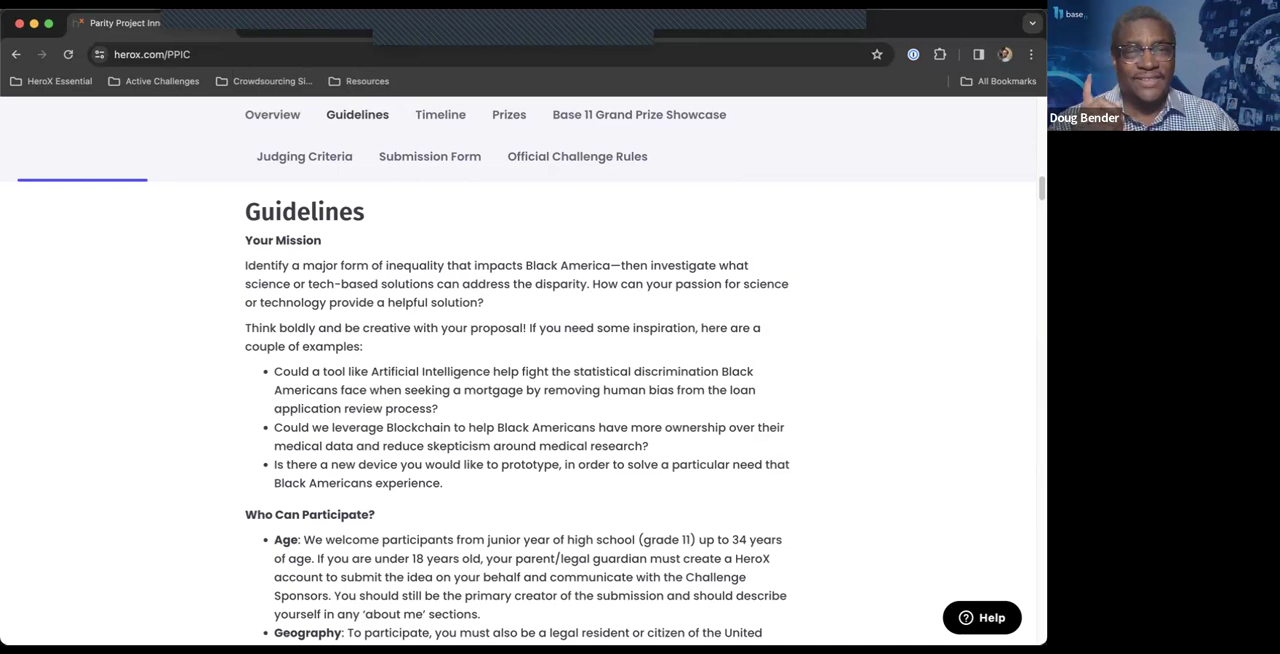 Parity Project Inn
herox.com/PPIC
HeroX Essential
Active Challenges
Crowdsourcing Si...
Resources
All Bookmarks
base
Doug Bender
Overview
Guidelines
Timeline
Prizes
Base 11 Grand Prize Showcase
Judging Criteria
Submission Form
Official Challenge Rules
Guidelines
Your Mission
Identify a major form of inequality that impacts Black America—then investigate what
science or tech-based solutions can address the disparity. How can your passion for science
or technology provide a helpful solution?
Think boldly and be creative with your proposal! If you need some inspiration, here are a
couple of examples:
• Could a tool like Artificial Intelligence help fight the statistical discrimination Black
Americans face when seeking a mortgage by removing human bias from the loan
application review process?
• Could we leverage Blockchain to help Black Americans have more ownership over their
medical data and reduce skepticism around medical research?
• Is there a new device you would like to prototype, in order to solve a particular need that
Black Americans experience.
Who Can Participate?
• Age: We welcome participants from junior year of high school (grade 11) up to 34 years
of age. If you are under 18 years old, your parent/legal guardian must create a HeroX
account to submit the idea on your behalf and communicate with the Challenge
Sponsors. You should still be the primary creator of the submission and should describe
yourself in any ‘about me’ sections.
• Geography: To participate, you must also be a legal resident or citizen of the United
Help